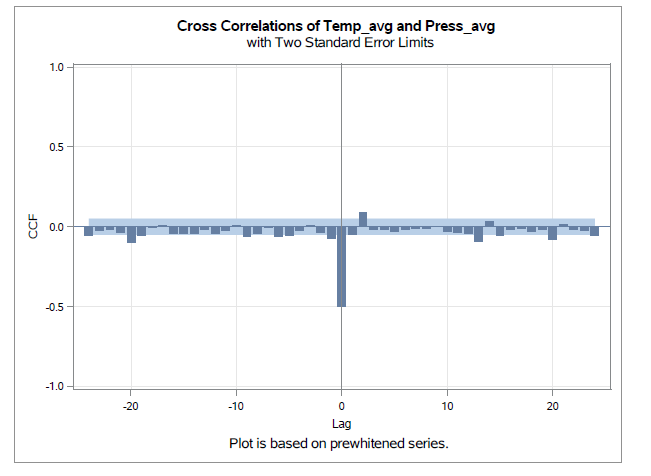 Cross Correlations of Temp_avg and Press_avg
with Two Standard Error Limits
1.0
0.5
0.0
-0.5
-1.0
CCF
-20 -10 0 10 20
Lag
Plot is based on prewhitened series.